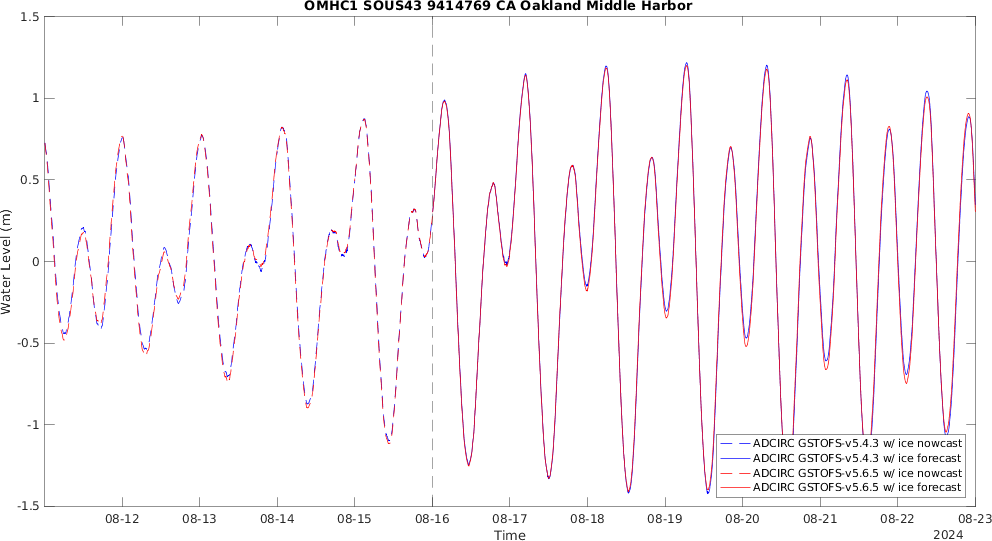 OMHC1 SOUS43 9414769 CA Oakland Middle Harbor
1.5
1
0.5
0
-0.5
-1
-1.5
Water Level (m)
08-12 08-13 08-14 08-15 08-16 08-17 08-18 08-19 08-20 08-21 08-22 08-23
Time
2024
ADCIRC GSTOFS-v5.4.3 w/ ice nowcast
ADCIRC GSTOFS-v5.4.3 w/ ice forecast
ADCIRC GSTOFS-v5.6.5 w/ ice nowcast
ADCIRC GSTOFS-v5.6.5 w/ ice forecast